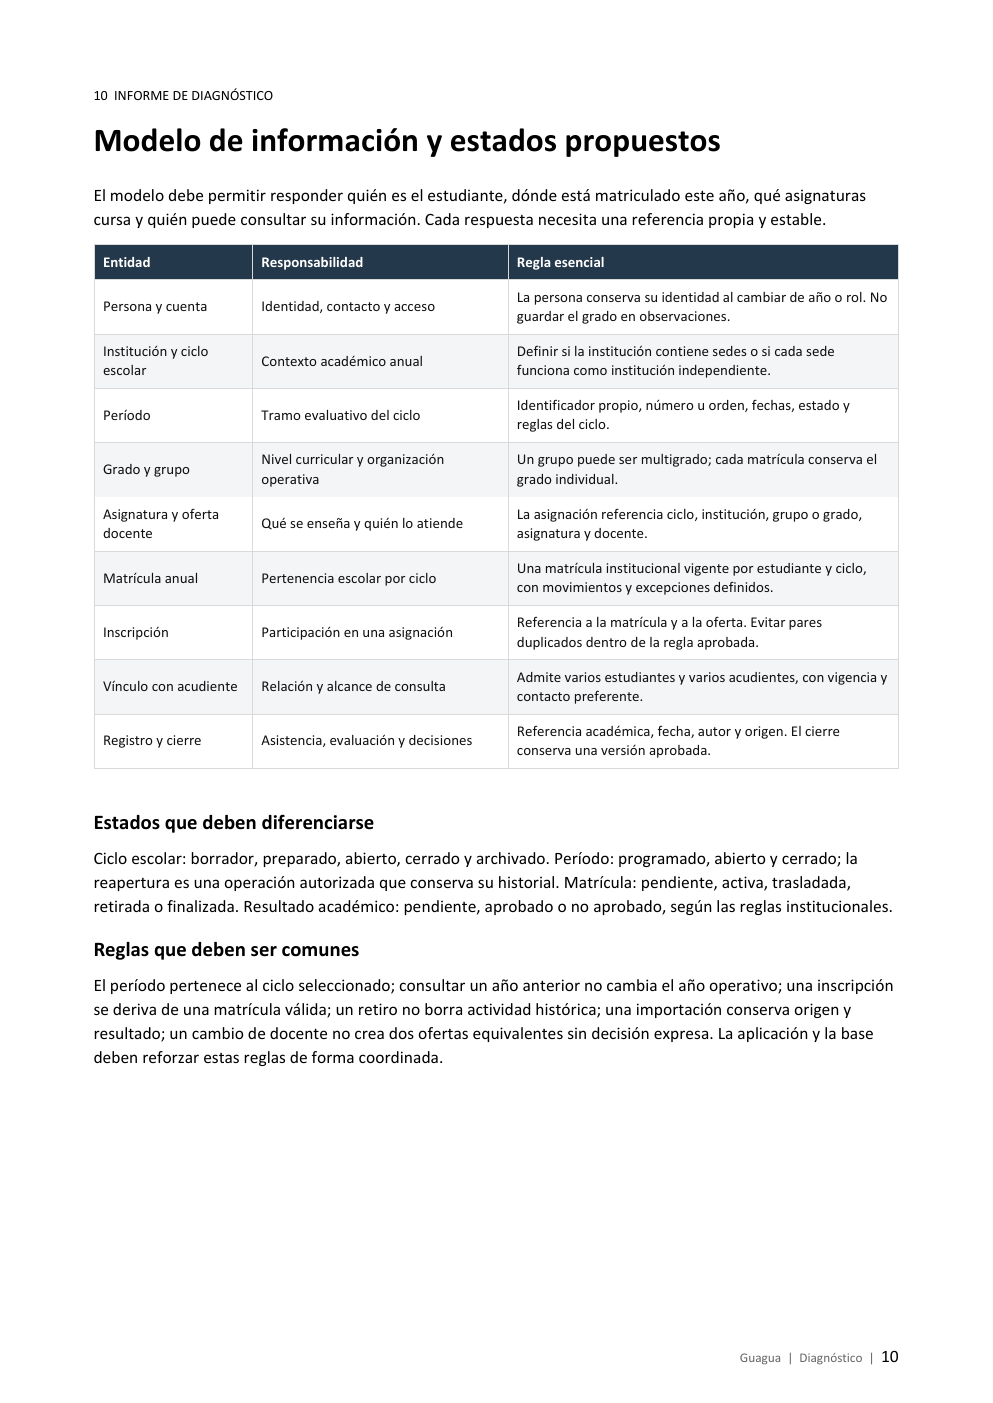 10 INFORME DE DIAGNÓSTICO
Modelo de información y estados propuestos
El modelo debe permitir responder quién es el estudiante, dónde está matriculado este año, qué asignaturas
cursa y quién puede consultar su información. Cada respuesta necesita una referencia propia y estable.
Entidad Responsabilidad Regla esencial
Persona y cuenta Identidad, contacto y acceso La persona conserva su identidad al cambiar de año o rol. No
guardar el grado en observaciones.
Institución y ciclo
escolar Contexto académico anual Definir si la institución contiene sedes o si cada sede
funciona como institución independiente.
Período Tramo evaluativo del ciclo Identificador propio, número u orden, fechas, estado y
reglas del ciclo.
Grado y grupo Nivel curricular y organización
operativa Un grupo puede ser multigrado; cada matrícula conserva el
grado individual.
Asignatura y oferta
docente Qué se enseña y quién lo atiende La asignación referencia ciclo, institución, grupo o grado,
asignatura y docente.
Matrícula anual Pertenencia escolar por ciclo Una matrícula institucional vigente por estudiante y ciclo,
con movimientos y excepciones definidos.
Inscripción Participación en una asignación Referencia a la matrícula y a la oferta. Evitar pares
duplicados dentro de la regla aprobada.
Vínculo con acudiente Relación y alcance de consulta Admite varios estudiantes y varios acudientes, con vigencia y
contacto preferente.
Registro y cierre Asistencia, evaluación y decisiones Referencia académica, fecha, autor y origen. El cierre
conserva una versión aprobada.
Estados que deben diferenciarse
Ciclo escolar: borrador, preparado, abierto, cerrado y archivado. Período: programado, abierto y cerrado; la
reapertura es una operación autorizada que conserva su historial. Matrícula: pendiente, activa, trasladada,
retirada o finalizada. Resultado académico: pendiente, aprobado o no aprobado, según las reglas institucionales.
Reglas que deben ser comunes
El período pertenece al ciclo seleccionado; consultar un año anterior no cambia el año operativo; una inscripción
se deriva de una matrícula válida; un retiro no borra actividad histórica; una importación conserva origen y
resultado; un cambio de docente no crea dos ofertas equivalentes sin decisión expresa. La aplicación y la base
deben reforzar estas reglas de forma coordinada.
Guagua | Diagnóstico | 10